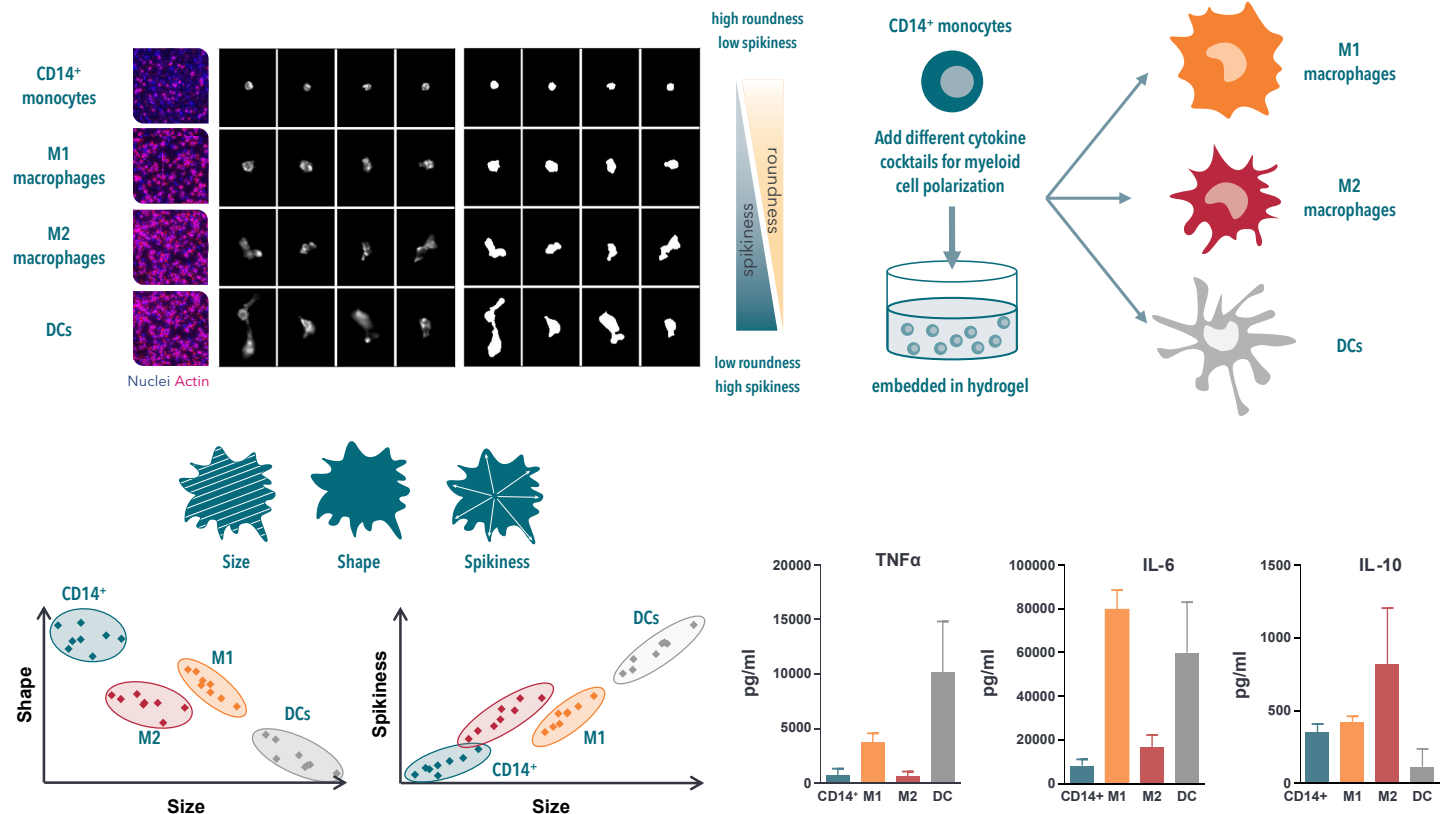 CD14⁺
monocytes
M1
macrophages
M2
macrophages
DCs
Nuclei Actin
high roundness
low spikiness
spikiness
roundness
low roundness
high spikiness
CD14⁺ monocytes
Add different cytokine
cocktails for myeloid
cell polarization
embedded in hydrogel
M1
macrophages
M2
macrophages
DCs
Size
Shape
Spikiness
CD14⁺
M1
M2
DCs
Shape
Size
DCs
M1
CD14⁺
Spikiness
Size
TNFα
20000
15000
10000
5000
0
pg/ml
CD14⁺ M1 M2 DC
IL-6
100000
80000
60000
40000
20000
0
pg/ml
CD14+ M1 M2 DC
IL-10
1500
1000
500
0
pg/ml
CD14+ M1 M2 DC